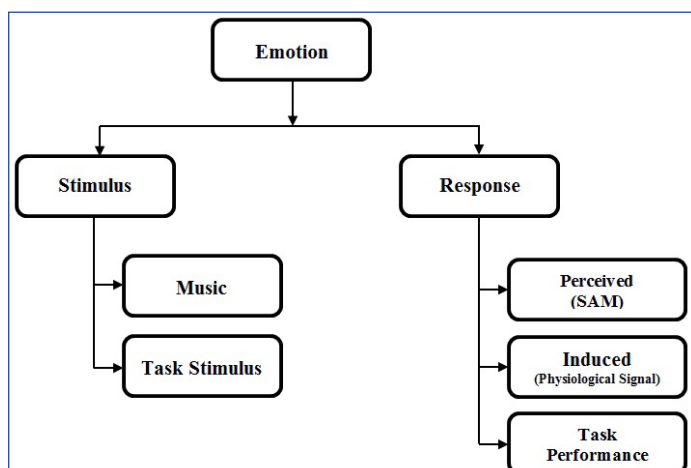 Emotion
Stimulus
Response
Music
Task Stimulus
Perceived
(SAM)
Induced
(Physiological Signal)
Task
Performance